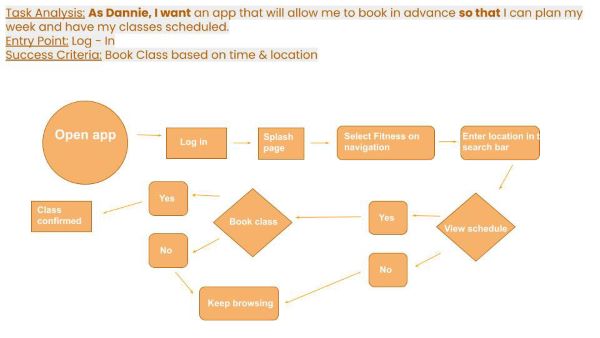 Task Analysis: As Dannie, I want an app that will allow me to book in advance so that I can plan my
week and have my classes scheduled.
Entry Point: Log - In
Success Criteria: Book Class based on time & location
Open app
Log in
Splash
page
Select Fitness on
navigation
Enter location in t
search bar
Class
confirmed
Yes
Book class
Yes
View schedule
No
No
Keep browsing